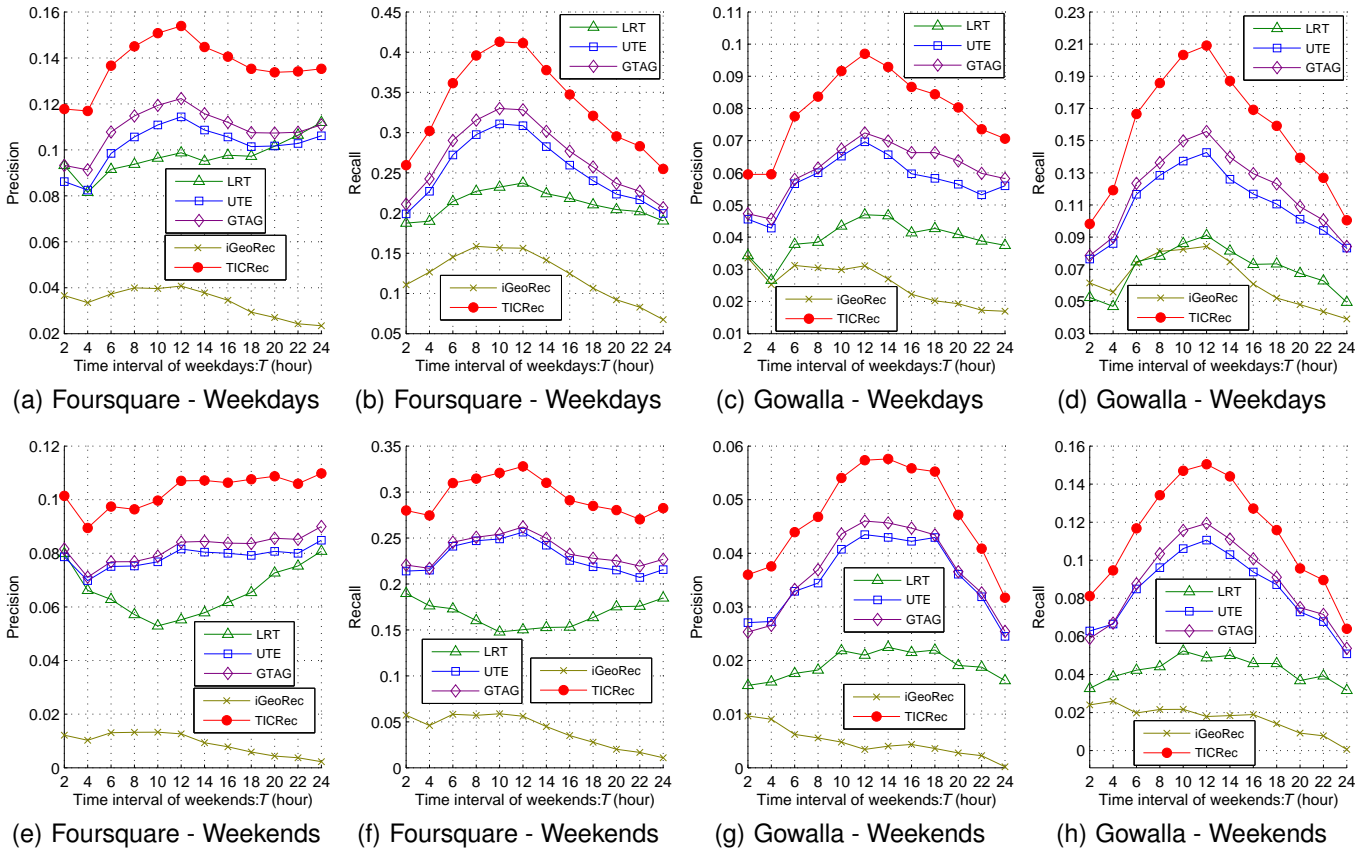 0.16
0.14
0.12
0.1
0.08
0.06
0.04
0.02
Precision
LRT
UTE
GTAG
iGeoRec
TICRec
2 4 6 8 10 12 14 16 18 20 22 24
Time interval of weekdays:T (hour)
(a) Foursquare - Weekdays
0.45
0.4
0.35
0.3
0.25
0.2
0.15
0.1
0.05
Recall
LRT
UTE
GTAG
iGeoRec
TICRec
2 4 6 8 10 12 14 16 18 20 22 24
Time interval of weekdays:T (hour)
(b) Foursquare - Weekdays
0.11
0.1
0.09
0.08
0.07
0.06
0.05
0.04
0.03
0.02
0.01
Precision
LRT
UTE
GTAG
iGeoRec
TICRec
2 4 6 8 10 12 14 16 18 20 22 24
Time interval of weekdays:T (hour)
(c) Gowalla - Weekdays
0.23
0.21
0.19
0.17
0.15
0.13
0.11
0.09
0.07
0.05
0.03
Recall
LRT
UTE
GTAG
iGeoRec
TICRec
2 4 6 8 10 12 14 16 18 20 22 24
Time interval of weekdays:T (hour)
(d) Gowalla - Weekdays
0.12
0.1
0.08
0.06
0.04
0.02
0
Precision
LRT
UTE
GTAG
iGeoRec
TICRec
2 4 6 8 10 12 14 16 18 20 22 24
Time interval of weekends:T (hour)
(e) Foursquare - Weekends
0.35
0.3
0.25
0.2
0.15
0.1
0.05
0
Recall
LRT
UTE
GTAG
iGeoRec
TICRec
2 4 6 8 10 12 14 16 18 20 22 24
Time interval of weekends:T (hour)
(f) Foursquare - Weekends
0.06
0.05
0.04
0.03
0.02
0.01
0
Precision
LRT
UTE
GTAG
iGeoRec
TICRec
2 4 6 8 10 12 14 16 18 20 22 24
Time interval of weekends:T (hour)
(g) Gowalla - Weekends
0.16
0.14
0.12
0.1
0.08
0.06
0.04
0.02
0
Recall
LRT
UTE
GTAG
iGeoRec
TICRec
2 4 6 8 10 12 14 16 18 20 22 24
Time interval of weekends:T (hour)
(h) Gowalla - Weekends